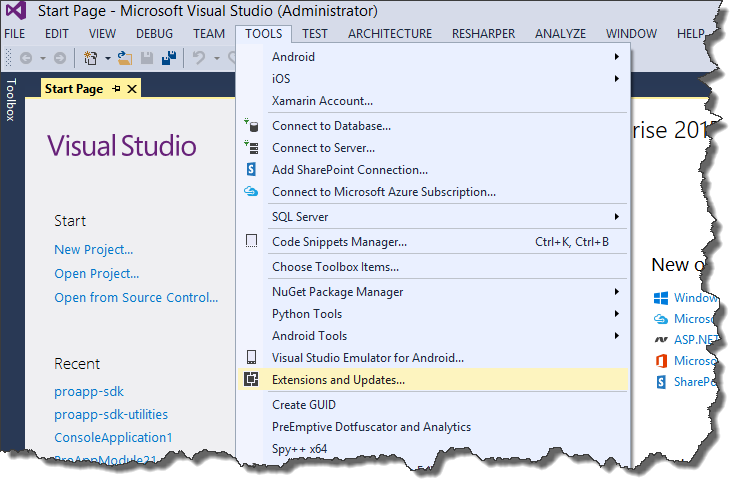 Start Page - Microsoft Visual Studio (Administrator)
FILE EDIT VIEW DEBUG TEAM TOOLS TEST ARCHITECTURE RESHARPER ANALYZE WINDOW HELP
Toolbox
Start Page
Visual Studio
Start
New Project...
Open Project...
Open from Source Control...
Recent
proapp-sdk
proapp-sdk-utilities
ConsoleApplication1
ProAppModule21
Android
iOS
Xamarin Account...
Connect to Database...
Connect to Server...
Add SharePoint Connection...
Connect to Microsoft Azure Subscription...
SQL Server
Code Snippets Manager... Ctrl+K, Ctrl+B
Choose Toolbox Items...
NuGet Package Manager
Python Tools
Android Tools
Visual Studio Emulator for Android...
Extensions and Updates...
Create GUID
PreEmptive Dotfuscator and Analytics
Spy++ x64
rise 201
New o
Window
Microso
ASP.NET
Microso
SharePo